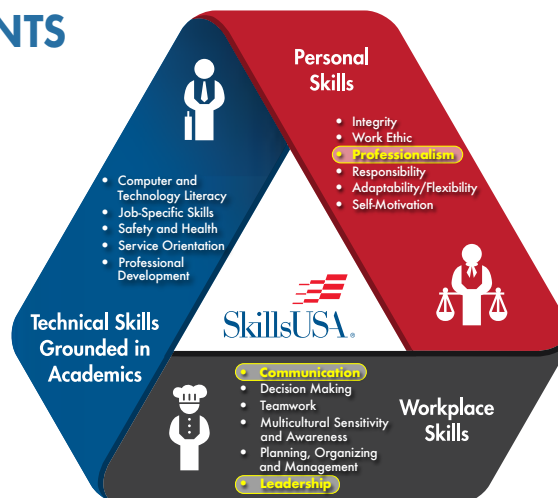 NTS
Personal
Skills
• Integrity
• Work Ethic
• Professionalism
• Responsibility
• Adaptability/Flexibility
• Self-Motivation
• Computer and
Technology Literacy
• Job-Specific Skills
• Safety and Health
• Service Orientation
• Professional
Development
Technical Skills
Grounded in
Academics
SkillsUSA®
• Communication
• Decision Making
• Teamwork
• Multicultural Sensitivity
and Awareness
• Planning, Organizing
and Management
• Leadership
Workplace
Skills